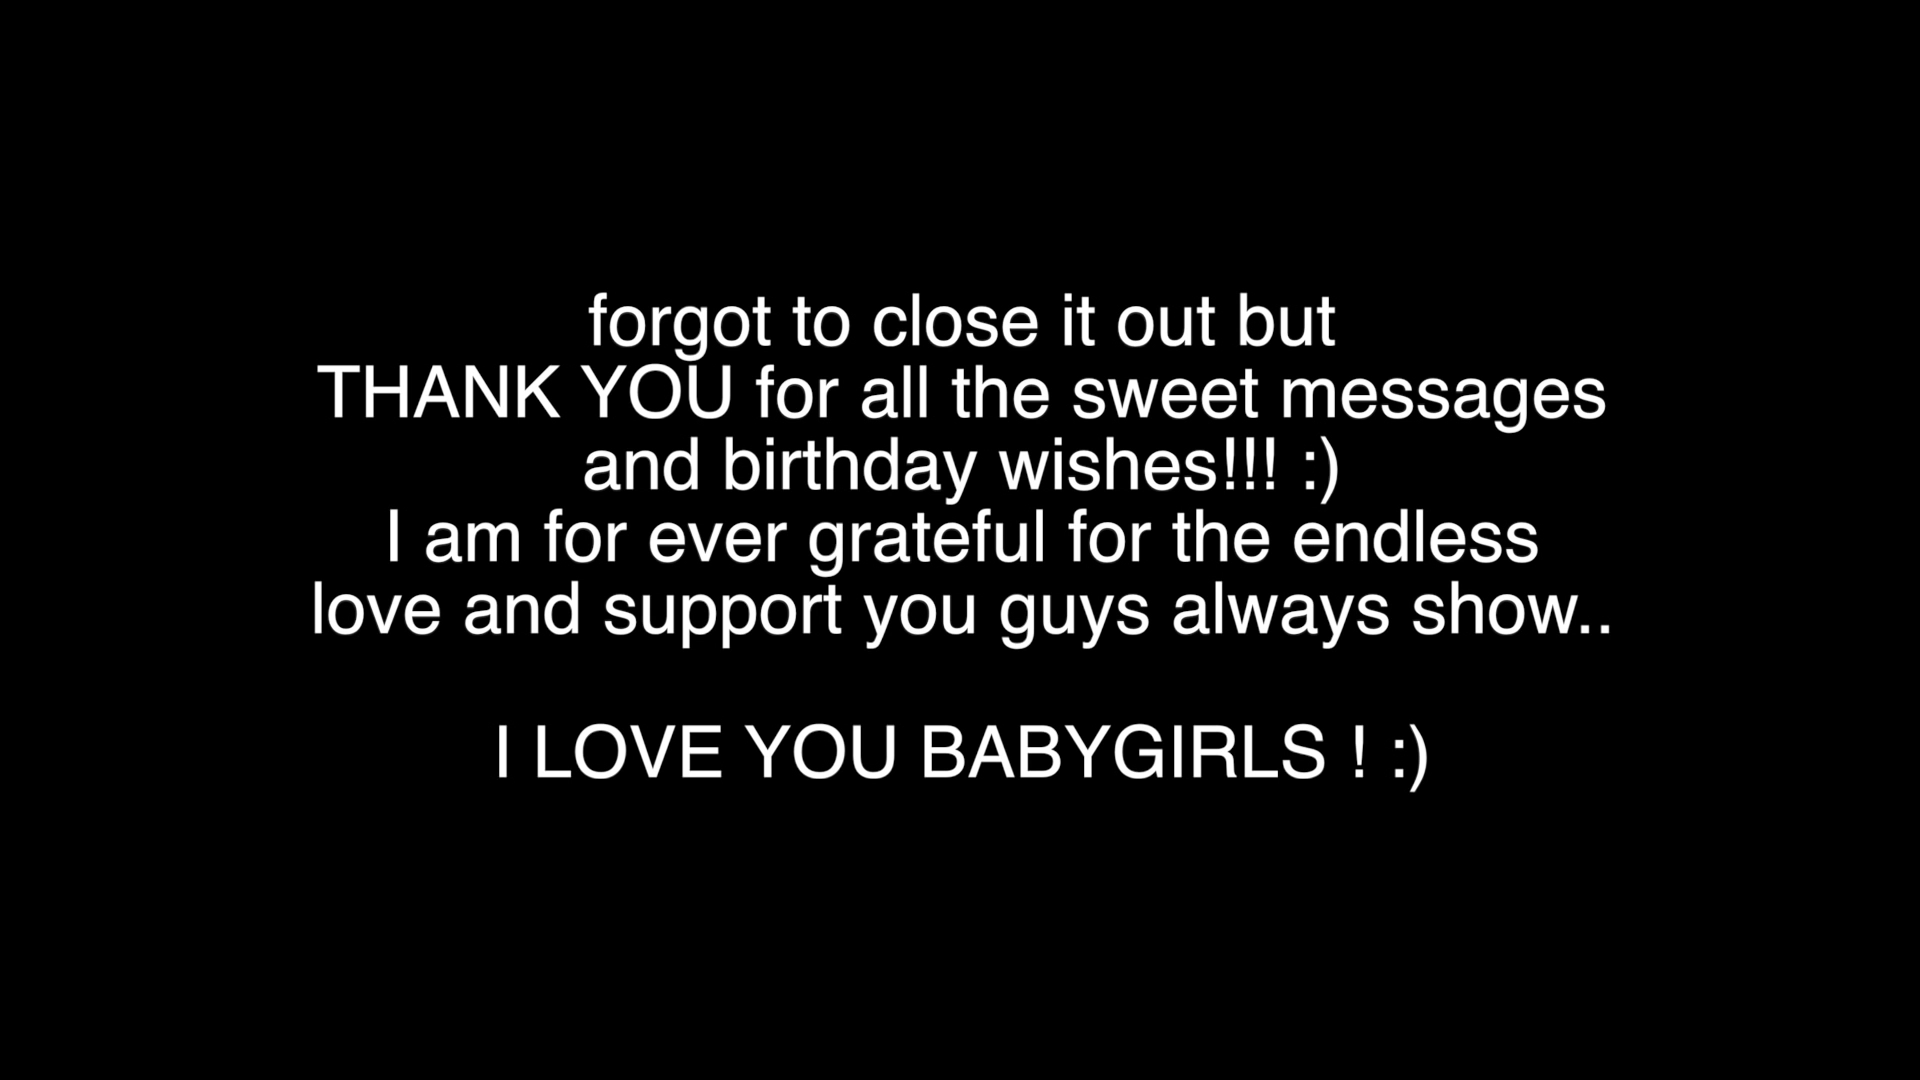 forgot to close it out but
THANK YOU for all the sweet messages
and birthday wishes!!! :)
I am for ever grateful for the endless
love and support you guys always show..
I LOVE YOU BABYGIRLS ! :)